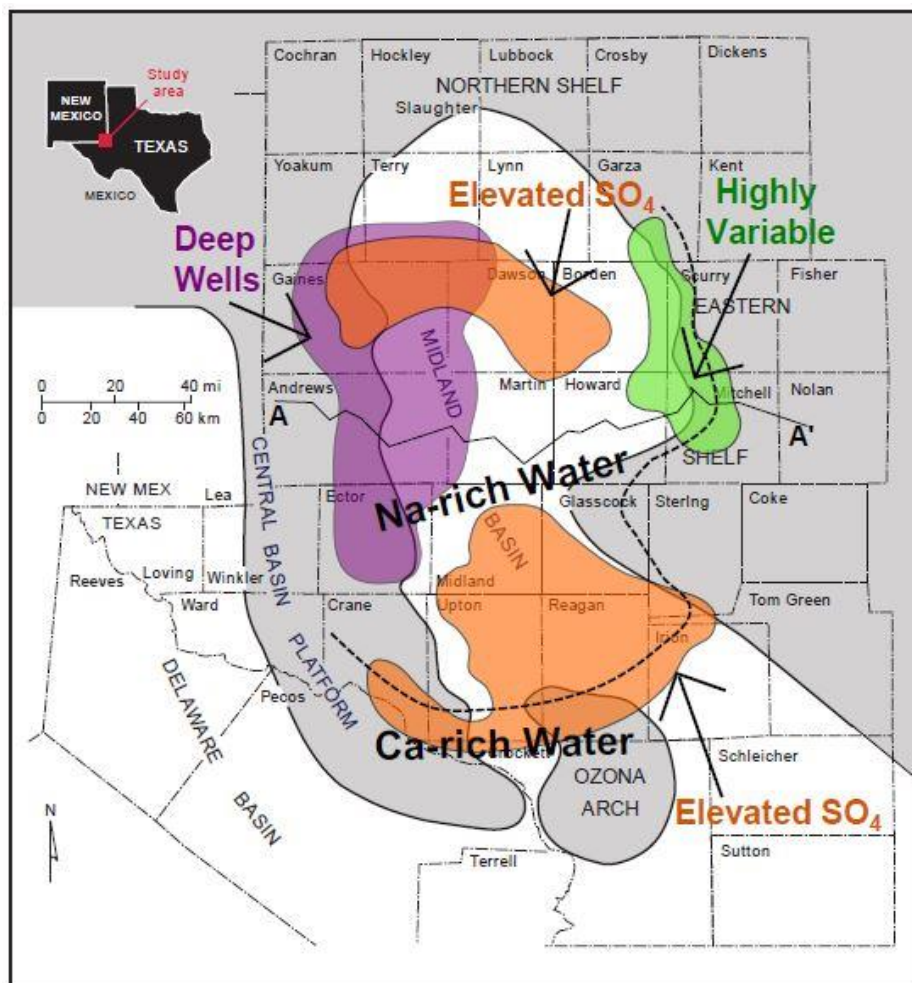 Cochran
Hockley
Lubbock
Crosby
Dickens
NORTHERN SHELF
Slaughter
Study
area
NEW
MEXICO
TEXAS
MEXICO
Yoakum
Terry
Lynn
Garza
Kent
Elevated SO₄
Highly
Variable
Deep
Wells
Gaines
Dawson
Borden
Scurry
Fisher
EASTERN
SHELF
MIDLAND
BASIN
0 20 40 mi
0 20 40 60 km
Andrews
Martin
Howard
Mitchell
Nolan
A
A'
CENTRAL BASIN PLATFORM
Na-rich Water
NEW MEX
TEXAS
Lea
Ector
Glasscock
Sterlng
Coke
Reeves
Loving
Winkler
Ward
Midland
Crane
Upton
Reagan
Irion
Tom Green
DELAWARE
BASIN
Pecos
Ca-rich Water
Crockett
Schleicher
OZONA
ARCH
Elevated SO₄
N
Terrell
Sutton